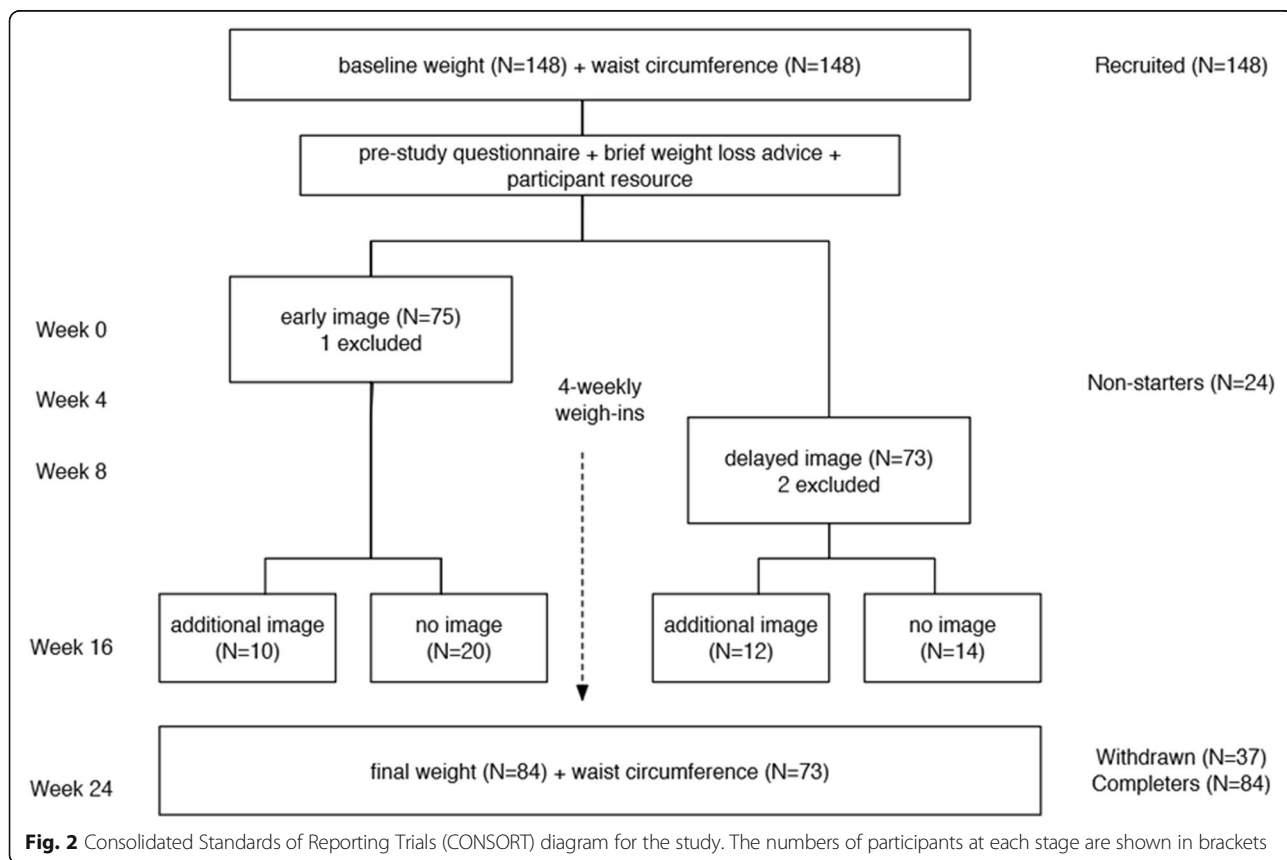 baseline weight (N=148) + waist circumference (N=148)
Recruited (N=148)
pre-study questionnaire + brief weight loss advice +
participant resource
Week 0
early image (N=75)
1 excluded
Week 4
4-weekly
weigh-ins
Non-starters (N=24)
Week 8
delayed image (N=73)
2 excluded
Week 16
additional image
(N=10)
no image
(N=20)
additional image
(N=12)
no image
(N=14)
Week 24
final weight (N=84) + waist circumference (N=73)
Withdrawn (N=37)
Completers (N=84)
Fig. 2 Consolidated Standards of Reporting Trials (CONSORT) diagram for the study. The numbers of participants at each stage are shown in brackets